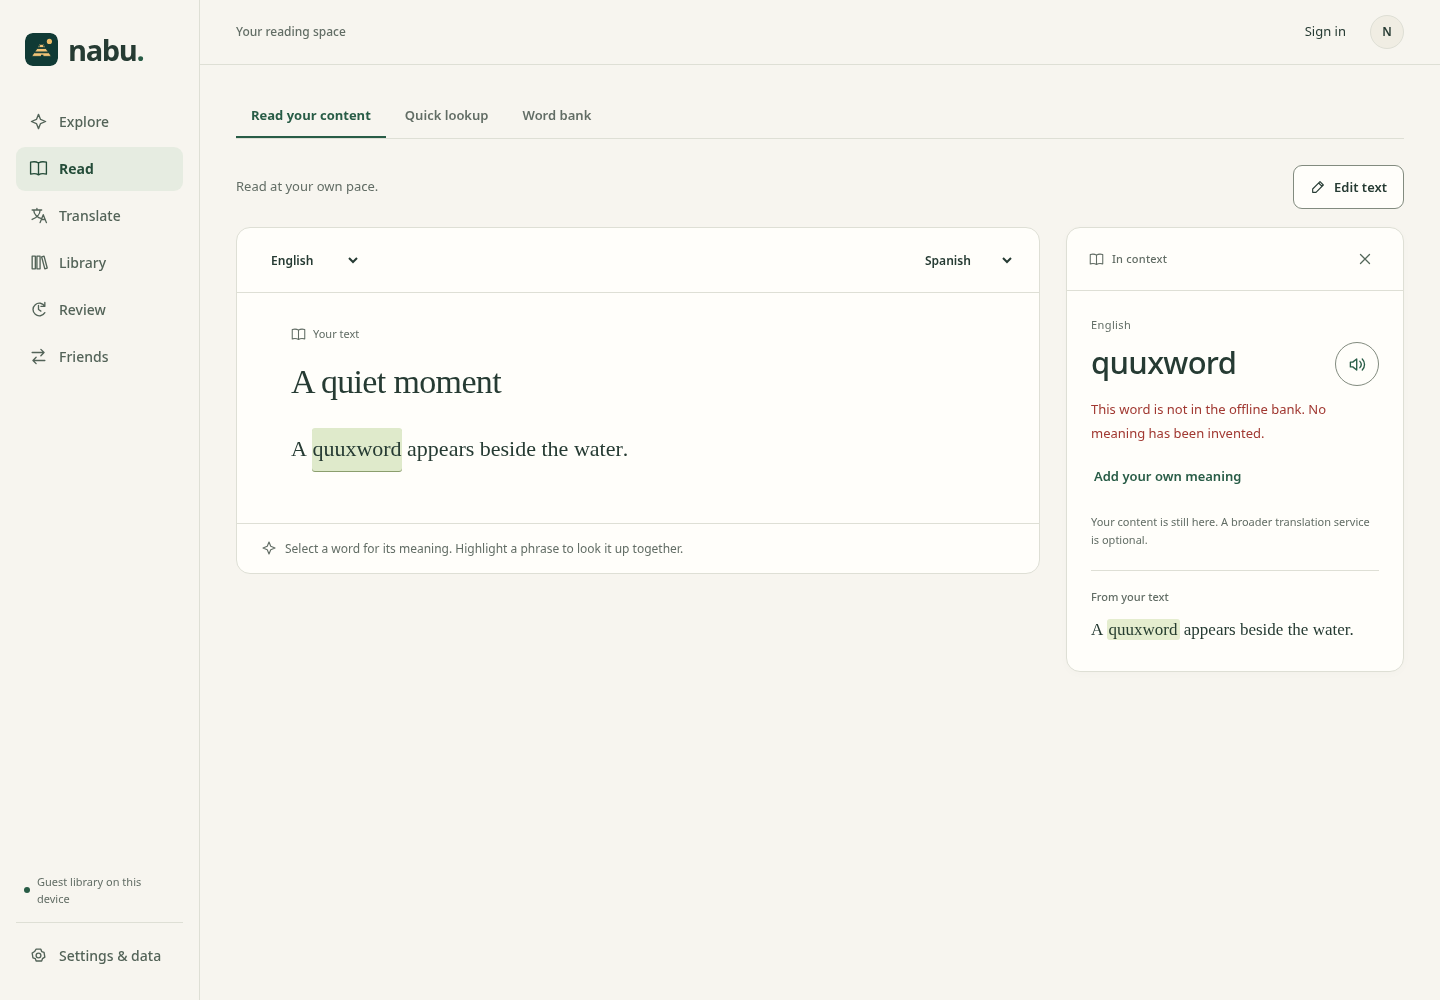 nabu.
Explore
Read
Translate
Library
Review
Friends
Guest library on this
device
Settings & data
Your reading space
Sign in
N
Read your content
Quick lookup
Word bank
Read at your own pace.
Edit text
English
Spanish
Your text
A quiet moment
A quuxword appears beside the water.
Select a word for its meaning. Highlight a phrase to look it up together.
In context
English
quuxword
This word is not in the offline bank. No
meaning has been invented.
Add your own meaning
Your content is still here. A broader translation service
is optional.
From your text
A quuxword appears beside the water.